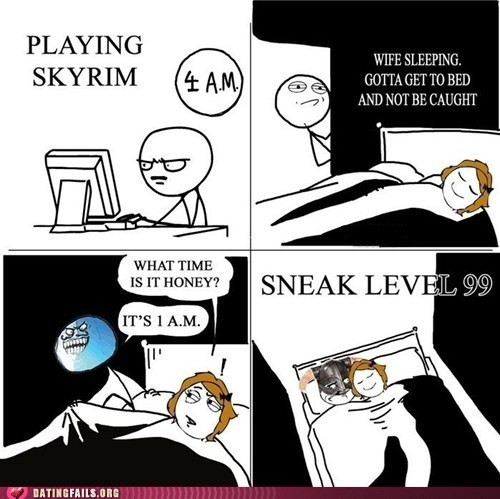 PLAYING
SKYRIM
4 A.M.
WIFE SLEEPING.
GOTTA GET TO BED
AND NOT BE CAUGHT
WHAT TIME
IS IT HONEY?
IT'S 1 A.M.
!
SNEAK LEVEL 99
DATINGFAILS.ORG